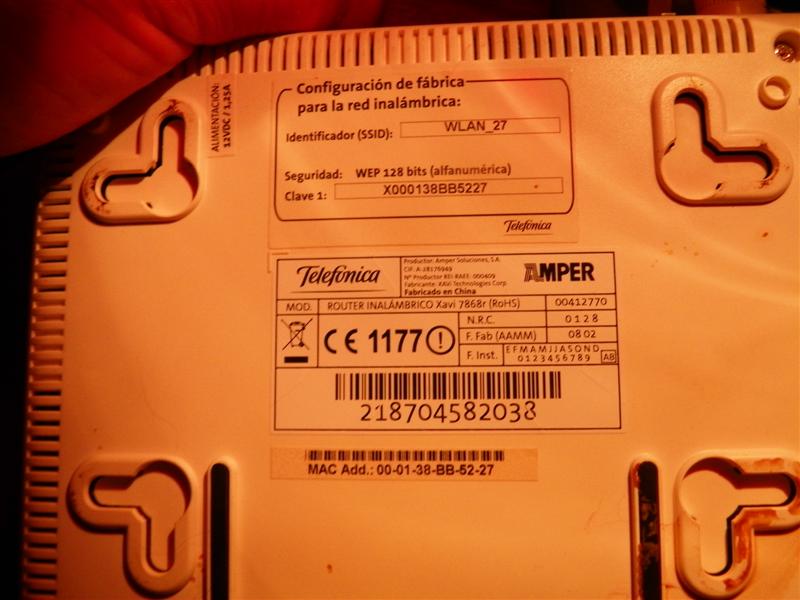 ALIMENTACIÓN:
12VDC / 1,25A
Configuración de fábrica
para la red inalámbrica:
Identificador (SSID): WLAN_27
Seguridad: WEP 128 bits (alfanumérica)
Clave 1: X000138BB5227
Telefónica
Telefónica
Productor: Amper Soluciones, S.A.
CIF: A-28176949
Nº Productor REI-RAEE: 000409
Fabricante: XAVi Technologies Corp.
Fabricado en China
AMPER
MOD. ROUTER INALÁMBRICO Xavi 7868r (RoHS) 00412770
N.R.C. 0128
CE 1177 F. Fab (AAMM) 0802
F. Inst. EFMAMJJASOND
0123456789 AB
218704582038
MAC Add.: 00-01-38-BB-52-27